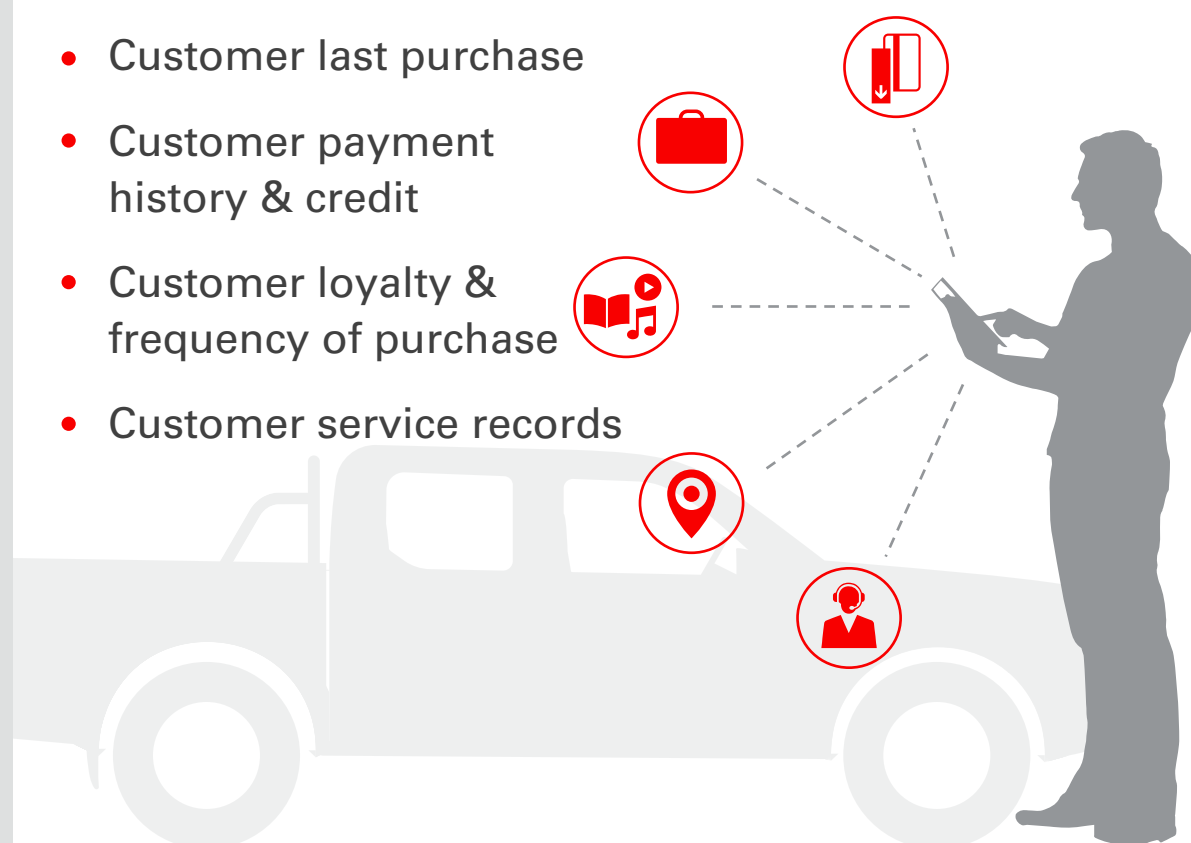 • Customer last purchase
• Customer payment
history & credit
• Customer loyalty &
frequency of purchase
• Customer service records